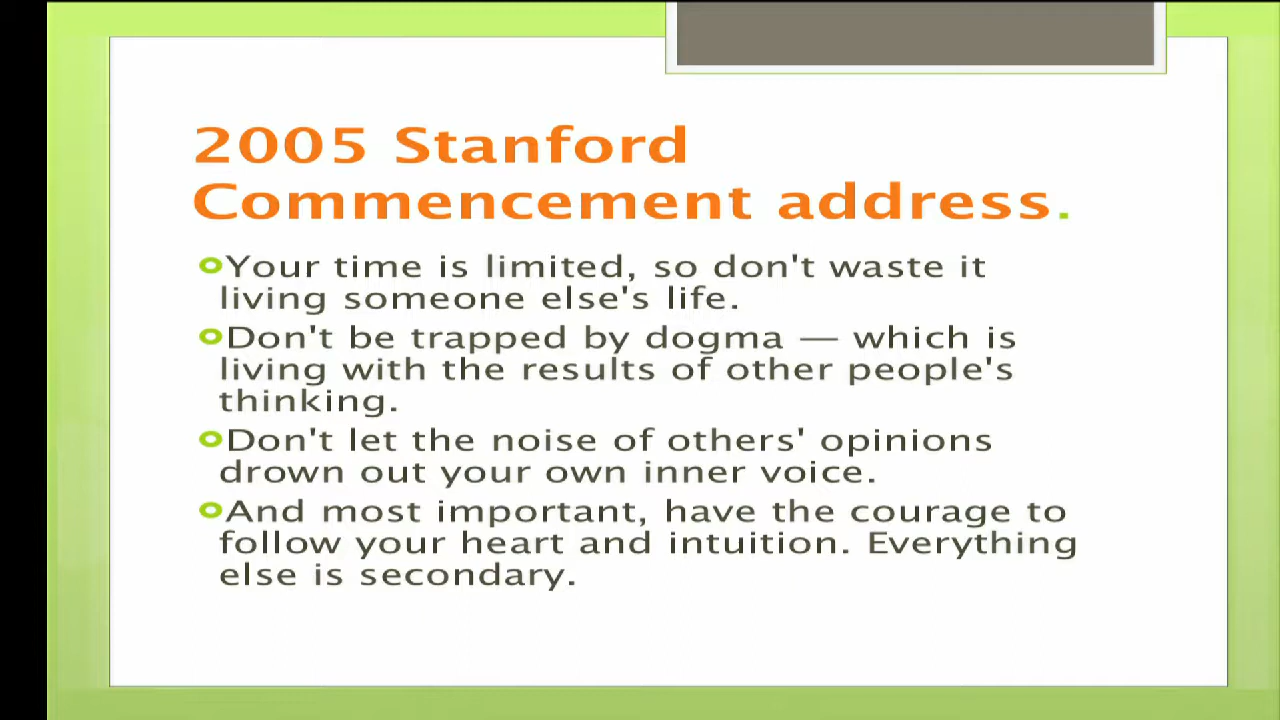 2005 Stanford
Commencement address.
Your time is limited, so don't waste it
living someone else's life.
Don't be trapped by dogma — which is
living with the results of other people's
thinking.
Don't let the noise of others' opinions
drown out your own inner voice.
And most important, have the courage to
follow your heart and intuition. Everything
else is secondary.